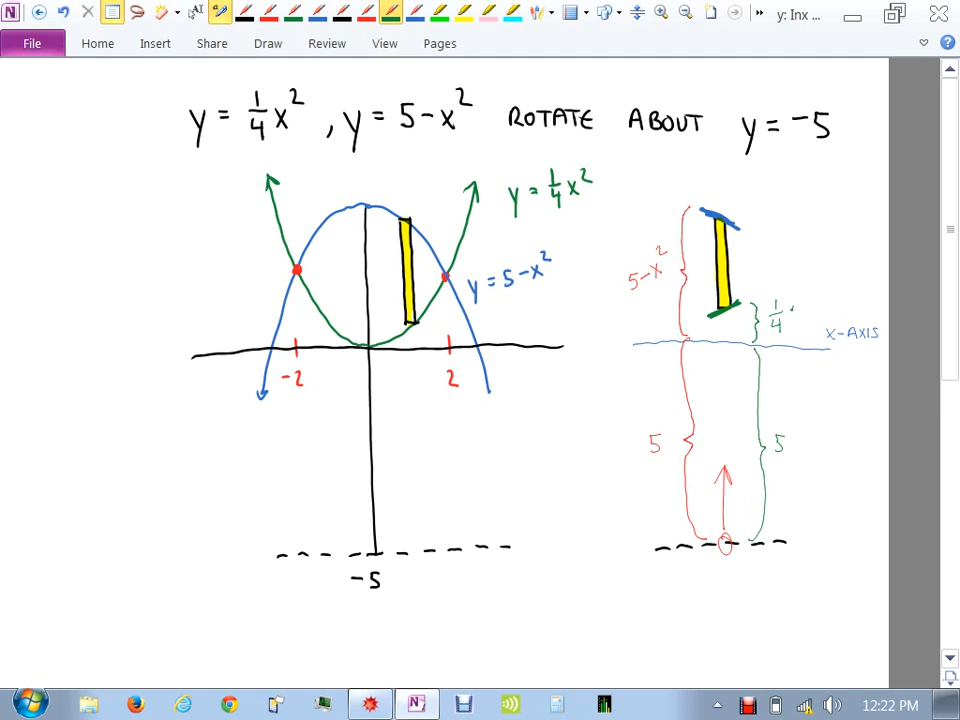 y: Inx ...
File Home Insert Share Draw Review View Pages
y = 1/4 x² , y = 5-x² ROTATE ABOUT y = -5
y = 1/4 x²
y = 5-x²
-2
2
-5
5-x²
1/4
X-AXIS
5
5
12:22 PM